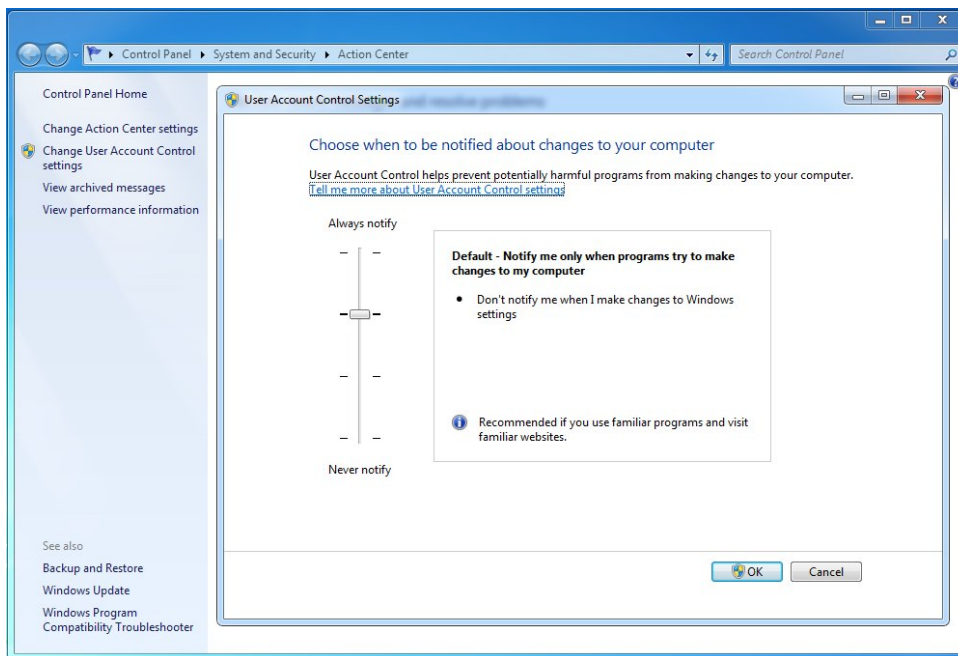 Control Panel
System and Security
Action Center
Search Control Panel
Control Panel Home
Change Action Center settings
Change User Account Control
settings
View archived messages
View performance information
See also
Backup and Restore
Windows Update
Windows Program
Compatibility Troubleshooter
User Account Control Settings
and resolve problems
Choose when to be notified about changes to your computer
User Account Control helps prevent potentially harmful programs from making changes to your computer.
Tell me more about User Account Control settings
Always notify
Default - Notify me only when programs try to make
changes to my computer
• Don't notify me when I make changes to Windows
settings
Recommended if you use familiar programs and visit
familiar websites.
Never notify
OK
Cancel